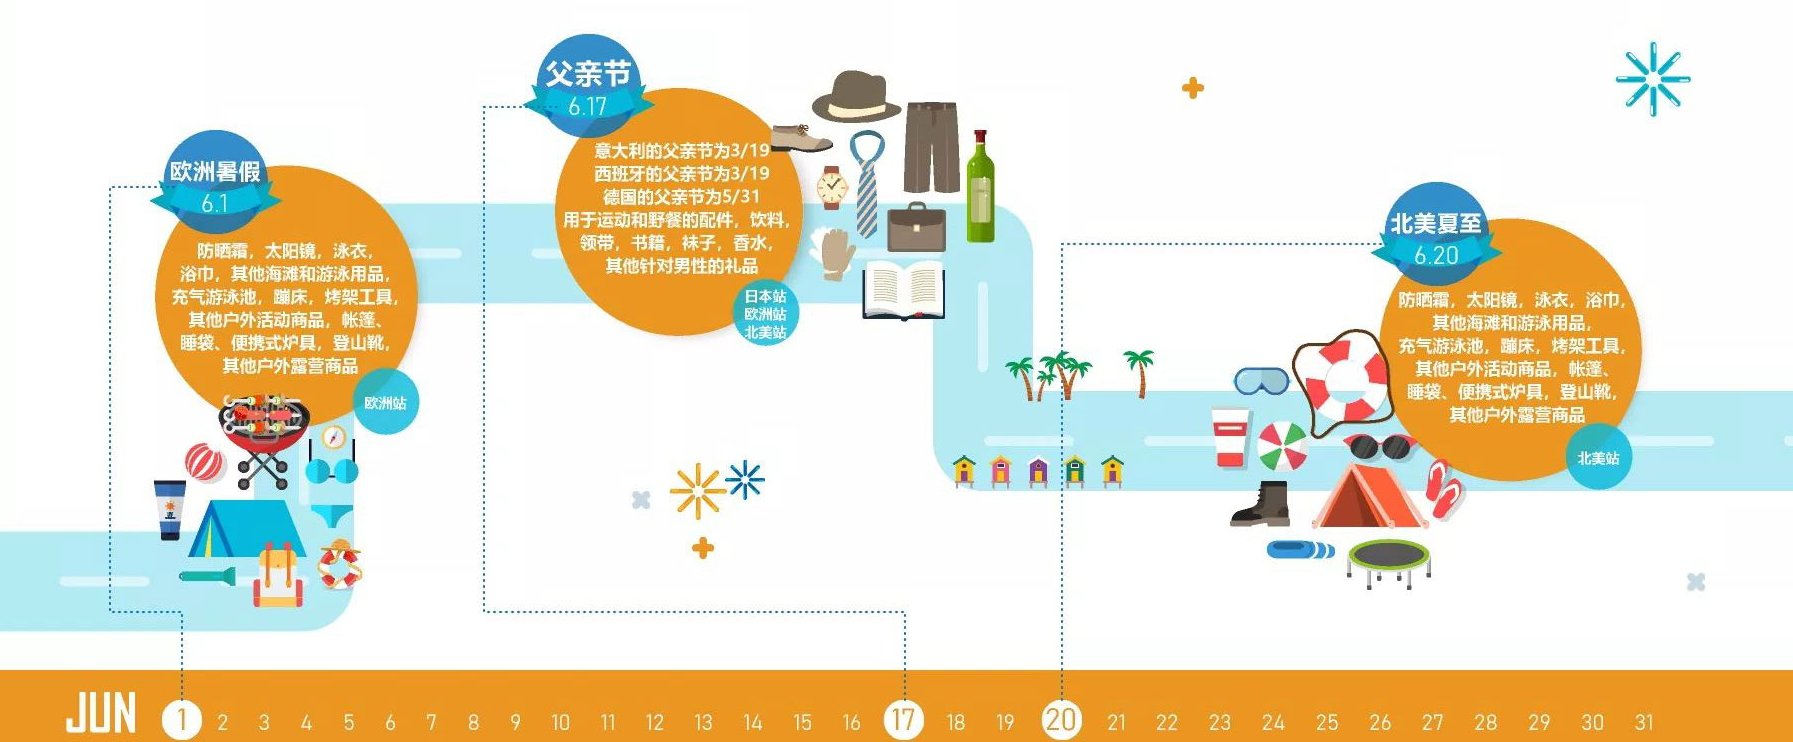 欧洲暑假
6.1
防晒霜，太阳镜，泳衣，
浴巾，其他海滩和游泳用品，
充气游泳池，蹦床，烤架工具，
其他户外活动商品，帐篷、
睡袋、便携式炉具，登山靴，
其他户外露营商品
欧洲站
父亲节
6.17
意大利的父亲节为3/19
西班牙的父亲节为3/19
德国的父亲节为5/31
用于运动和野餐的配件，饮料，
领带，书籍，袜子，香水，
其他针对男性的礼品
日本站
欧洲站
北美站
北美夏至
6.20
防晒霜，太阳镜，泳衣，浴巾，
其他海滩和游泳用品，
充气游泳池，蹦床，烤架工具，
其他户外活动商品，帐篷、
睡袋、便携式炉具，登山靴，
其他户外露营商品
北美站
JUN 1 2 3 4 5 6 7 8 9 10 11 12 13 14 15 16 17 18 19 20 21 22 23 24 25 26 27 28 29 30 31